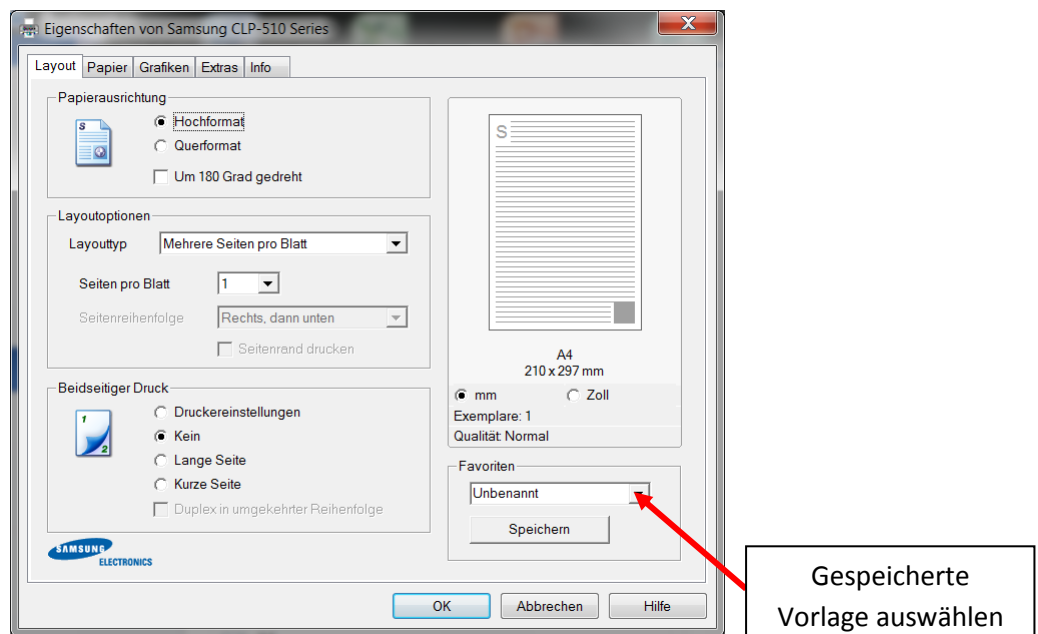 Eigenschaften von Samsung CLP-510 Series
Layout Papier Grafiken Extras Info
Papierausrichtung
S
Hochformat
Querformat
Um 180 Grad gedreht
Layoutoptionen
Layouttyp Mehrere Seiten pro Blatt
Seiten pro Blatt 1
Seitenreihenfolge Rechts, dann unten
Seitenrand drucken
Beidseitiger Druck
1
2
Druckereinstellungen
Kein
Lange Seite
Kurze Seite
Duplex in umgekehrter Reihenfolge
SAMSUNG
ELECTRONICS
S
A4
210 x 297 mm
mm Zoll
Exemplare: 1
Qualität: Normal
Favoriten
Unbenannt
Speichern
OK Abbrechen Hilfe
Gespeicherte
Vorlage auswählen